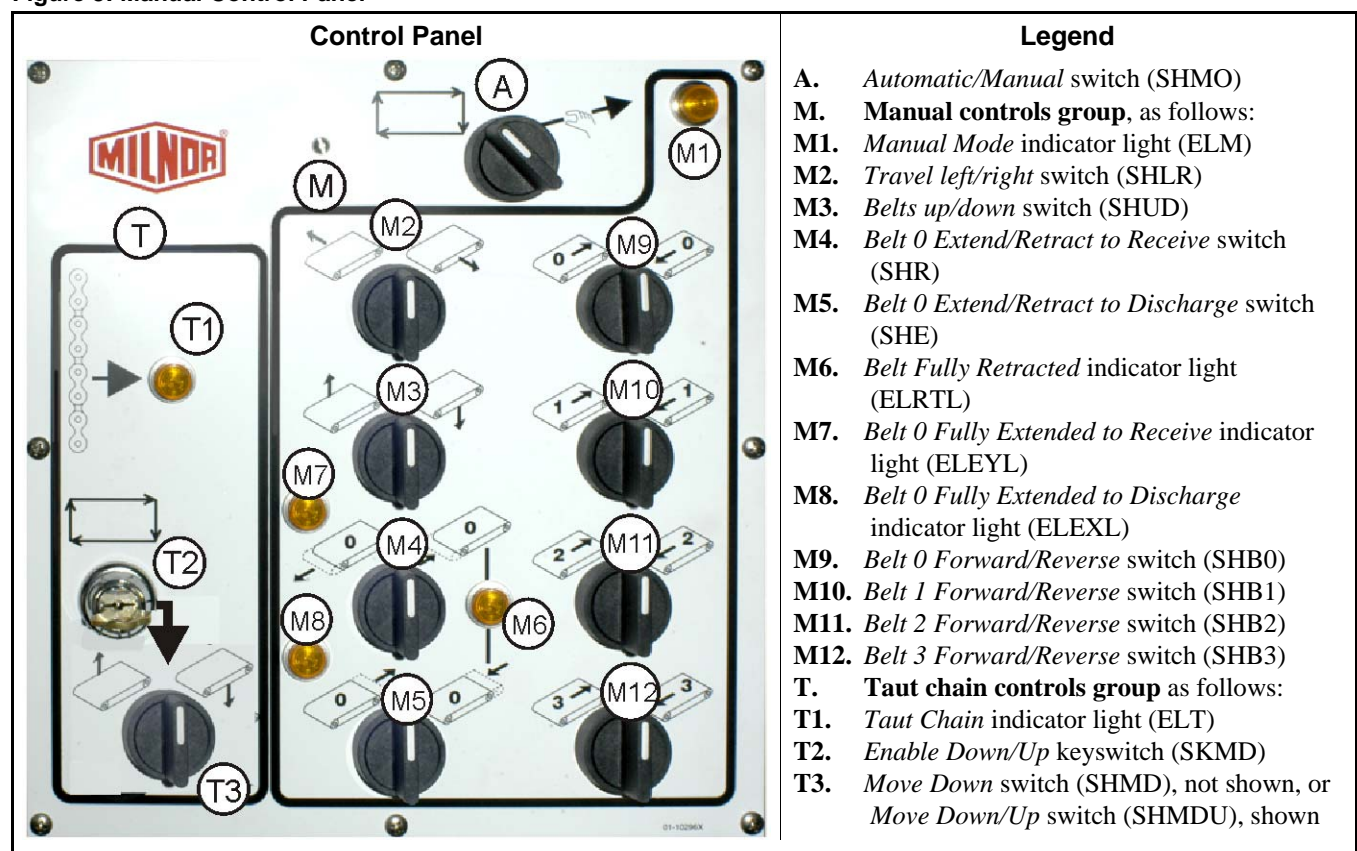 Control Panel
MILNOR®
A
M1
M
M2
0
M9
0
T
T1
M3
1
M10
1
M7
0
M4
0
2
M11
2
T2
M8
M6
0
M5
0
3
M12
3
T3
01-10296X
Legend
A. Automatic/Manual switch (SHMO)
M. Manual controls group, as follows:
M1. Manual Mode indicator light (ELM)
M2. Travel left/right switch (SHLR)
M3. Belts up/down switch (SHUD)
M4. Belt 0 Extend/Retract to Receive switch
(SHR)
M5. Belt 0 Extend/Retract to Discharge switch
(SHE)
M6. Belt Fully Retracted indicator light
(ELRTL)
M7. Belt 0 Fully Extended to Receive indicator
light (ELEYL)
M8. Belt 0 Fully Extended to Discharge
indicator light (ELEXL)
M9. Belt 0 Forward/Reverse switch (SHB0)
M10. Belt 1 Forward/Reverse switch (SHB1)
M11. Belt 2 Forward/Reverse switch (SHB2)
M12. Belt 3 Forward/Reverse switch (SHB3)
T. Taut chain controls group as follows:
T1. Taut Chain indicator light (ELT)
T2. Enable Down/Up keyswitch (SKMD)
T3. Move Down switch (SHMD), not shown, or
Move Down/Up switch (SHMDU), shown